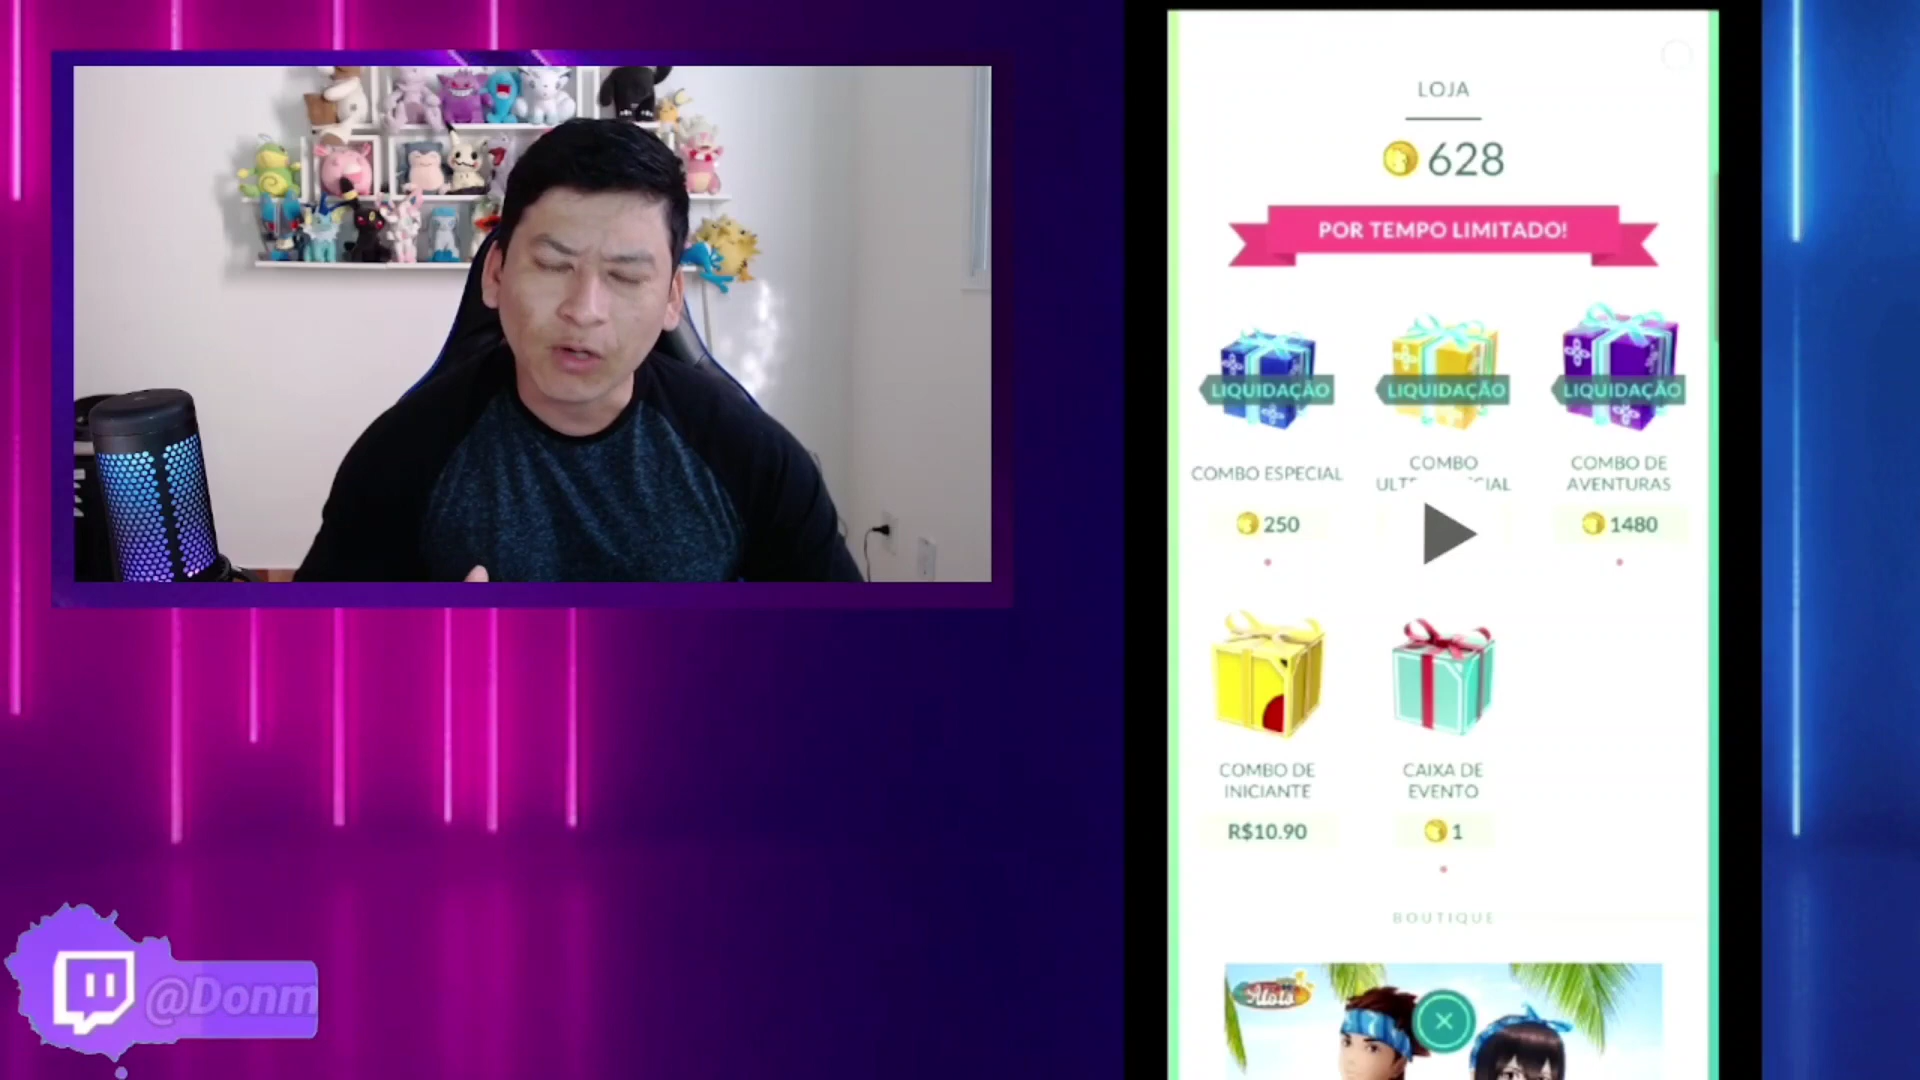 LOJA
628
POR TEMPO LIMITADO!
LIQUIDAÇÃO
LIQUIDAÇÃO
LIQUIDAÇÃO
COMBO ESPECIAL
COMBO
COMBO DE
AVENTURAS
250
1480
COMBO DE
INICIANTE
CAIXA DE
EVENTO
R$10.90
1
BOUTIQUE
@Donm